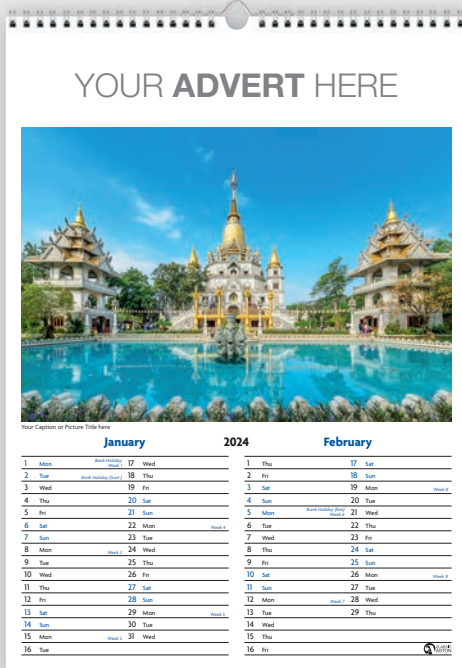 YOUR ADVERT HERE
Your Caption or Picture Title here
January 2024 February
1 Mon Bank Holiday Week 1
2 Tue Bank Holiday (Scot.)
3 Wed
4 Thu
5 Fri
6 Sat
7 Sun
8 Mon Week 2
9 Tue
10 Wed
11 Thu
12 Fri
13 Sat
14 Sun
15 Mon Week 3
16 Tue
17 Wed
18 Thu
19 Fri
20 Sat
21 Sun
22 Mon Week 4
23 Tue
24 Wed
25 Thu
26 Fri
27 Sat
28 Sun
29 Mon Week 5
30 Tue
31 Wed
1 Thu
2 Fri
3 Sat
4 Sun
5 Mon Bank Holiday (Eire) Week 6
6 Tue
7 Wed
8 Thu
9 Fri
10 Sat
11 Sun
12 Mon Week 7
13 Tue
14 Wed
15 Thu
16 Fri
17 Sat
18 Sun
19 Mon Week 8
20 Tue
21 Wed
22 Thu
23 Fri
24 Sat
25 Sun
26 Mon Week 9
27 Tue
28 Wed
29 Thu
CLASSIC
ASTON